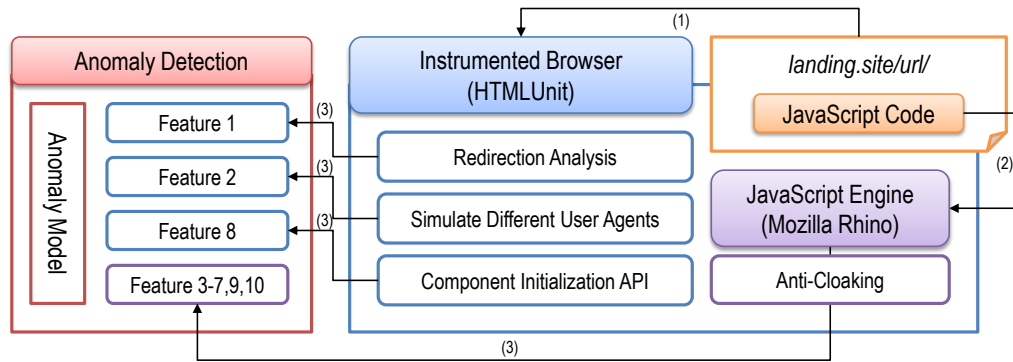 (1)
Anomaly Detection
Anomaly Model
Feature 1
Feature 2
Feature 8
Feature 3-7,9,10
(3)
(3)
(3)
Instrumented Browser
(HTMLUnit)
Redirection Analysis
Simulate Different User Agents
Component Initialization API
landing.site/url/
JavaScript Code
(2)
JavaScript Engine
(Mozilla Rhino)
Anti-Cloaking
(3)